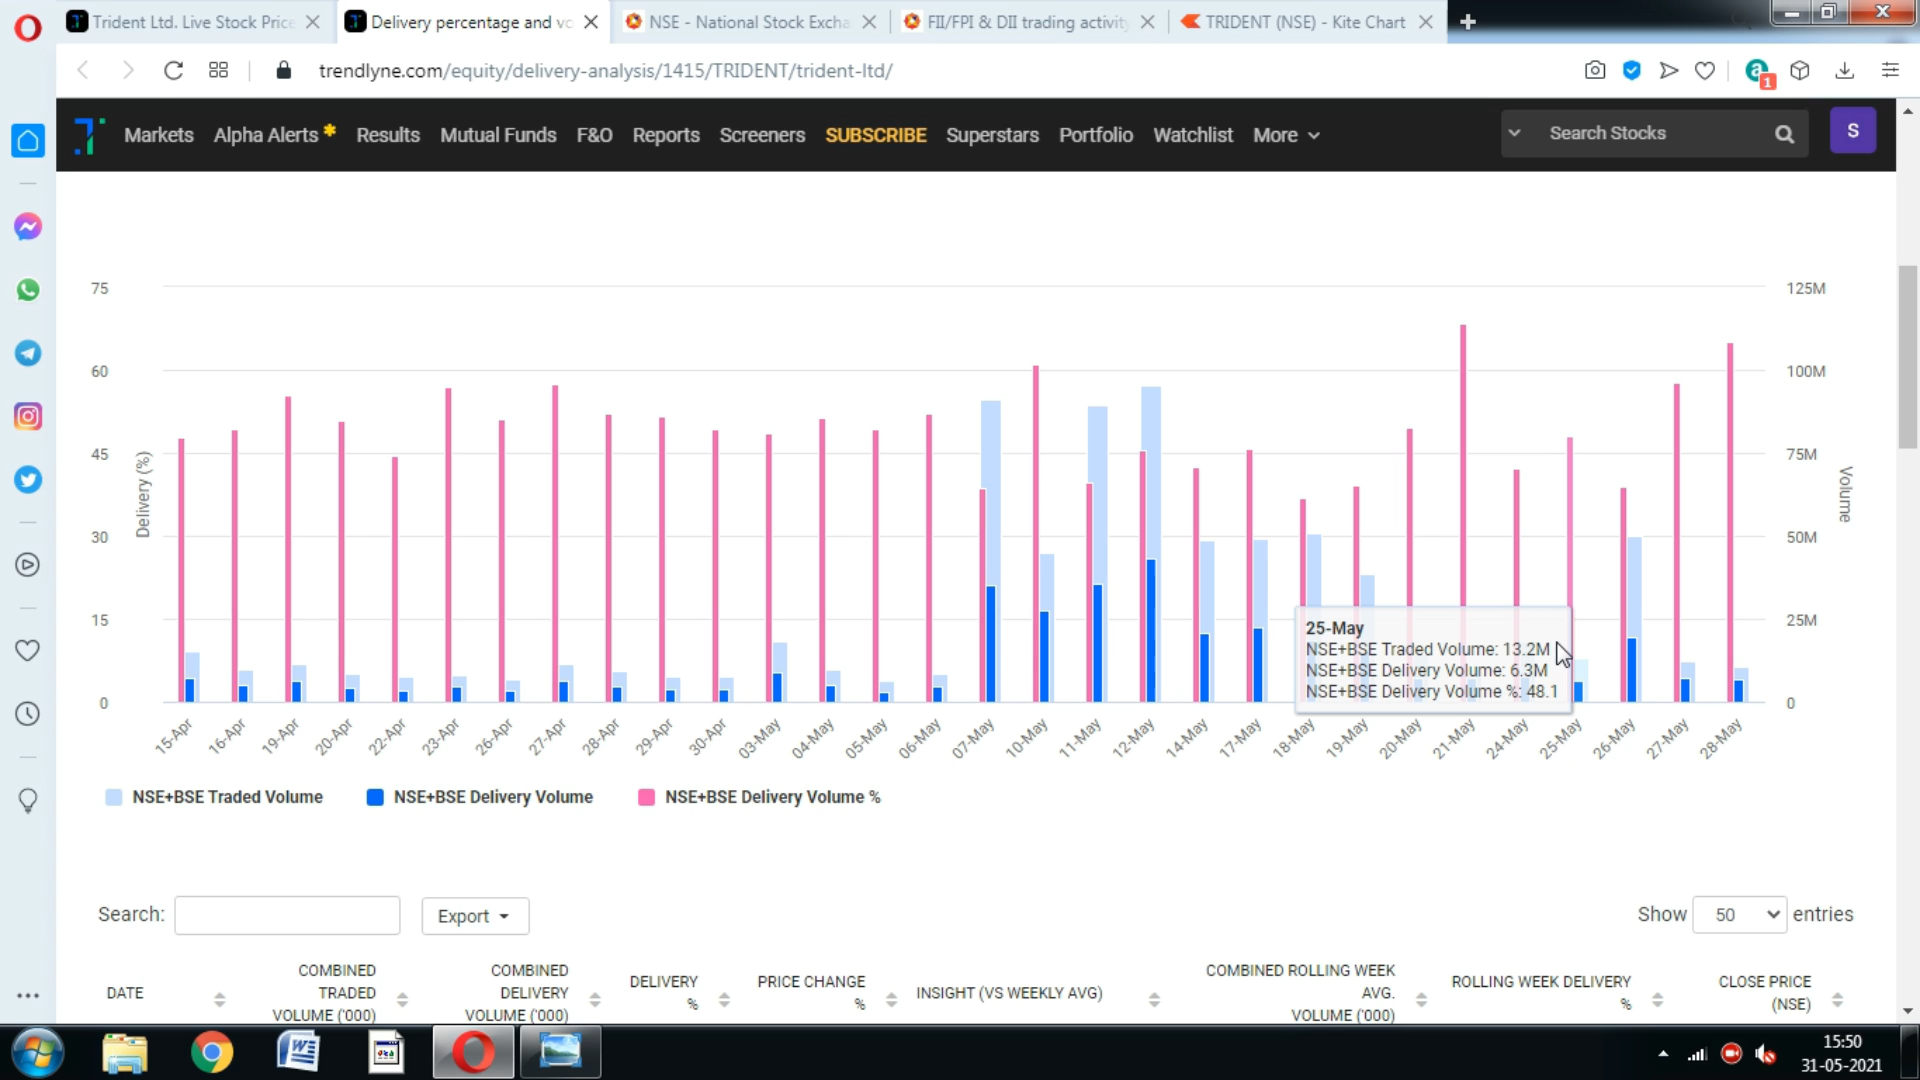 Trident Ltd. Live Stock Price
Delivery percentage and vo
NSE - National Stock Excha
FII/FPI & DII trading activity
TRIDENT (NSE) - Kite Chart
trendlyne.com/equity/delivery-analysis/1415/TRIDENT/trident-ltd/
1
Markets Alpha Alerts Results Mutual Funds F&O Reports Screeners SUBSCRIBE Superstars Portfolio Watchlist More
Search Stocks
S
75 125M
60 100M
45 75M
30 50M
15 25M
0 0
Delivery (%)
Volume
25-May
NSE+BSE Traded Volume: 13.2M
NSE+BSE Delivery Volume: 6.3M
NSE+BSE Delivery Volume %: 48.1
15-Apr 16-Apr 19-Apr 20-Apr 22-Apr 23-Apr 26-Apr 27-Apr 28-Apr 29-Apr 30-Apr 03-May 04-May 05-May 06-May 07-May 10-May 11-May 12-May 14-May 17-May 18-May 19-May 20-May 21-May 24-May 25-May 26-May 27-May 28-May
NSE+BSE Traded Volume NSE+BSE Delivery Volume NSE+BSE Delivery Volume %
Search: Export Show 50 entries
DATE
COMBINED
TRADED
VOLUME ('000)
COMBINED
DELIVERY
VOLUME ('000)
DELIVERY
%
PRICE CHANGE
%
INSIGHT (VS WEEKLY AVG)
COMBINED ROLLING WEEK
AVG.
VOLUME ('000)
ROLLING WEEK DELIVERY
%
CLOSE PRICE
(NSE)
15:50
31-05-2021